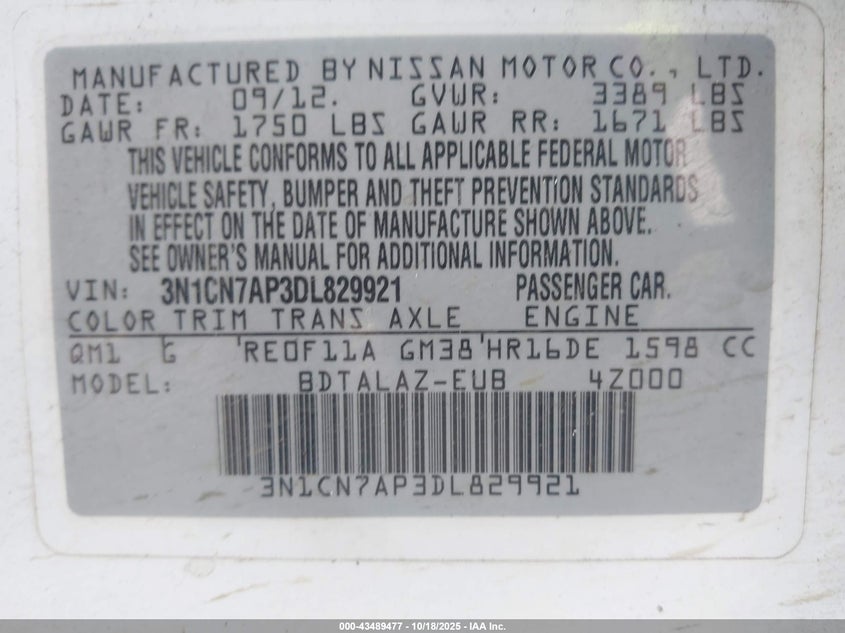 MANUFACTURED BY NISSAN MOTOR CO., LTD.
DATE: 09/12. GVWR: 3389 LBS
GAWR FR: 1750 LBS GAWR RR: 1671 LBS
THIS VEHICLE CONFORMS TO ALL APPLICABLE FEDERAL MOTOR
VEHICLE SAFETY, BUMPER AND THEFT PREVENTION STANDARDS
IN EFFECT ON THE DATE OF MANUFACTURE SHOWN ABOVE.
SEE OWNER'S MANUAL FOR ADDITIONAL INFORMATION.
VIN: 3N1CN7AP3DL829921 PASSENGER CAR.
COLOR TRIM TRANS AXLE ENGINE
QM1 G 'RE0F11A GM38'HR16DE 1598 CC
MODEL: BDTALAZ-EUB 4Z000
3N1CN7AP3DL829921
000-43489477 - 10/18/2025 - IAA Inc.